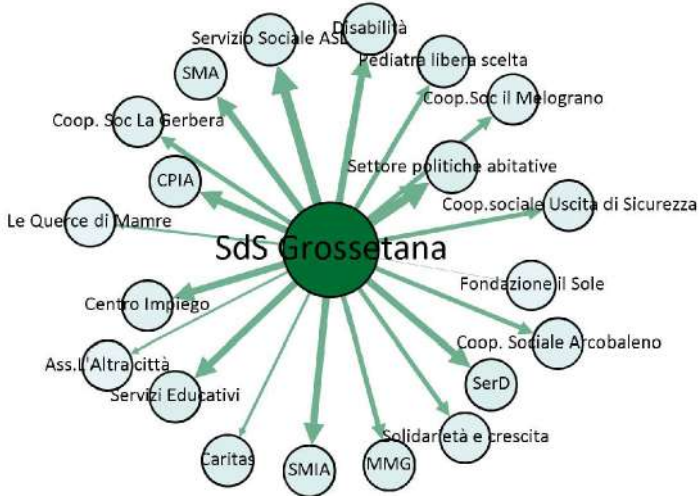 Disabilità
Servizio Sociale ASL
Pediatra libera scelta
SMA
Coop.Soc il Melograno
Coop. Soc La Gerbera
Settore politiche abitative
CPIA
Coop.sociale Uscita di Sicurezza
Le Querce di Mamre
SdS Grossetana
Fondazione il Sole
Centro Impiego
Coop. Sociale Arcobaleno
Ass.L'Altra città
SerD
Servizi Educativi
Solidarietà e crescita
Caritas
SMIA
MMG